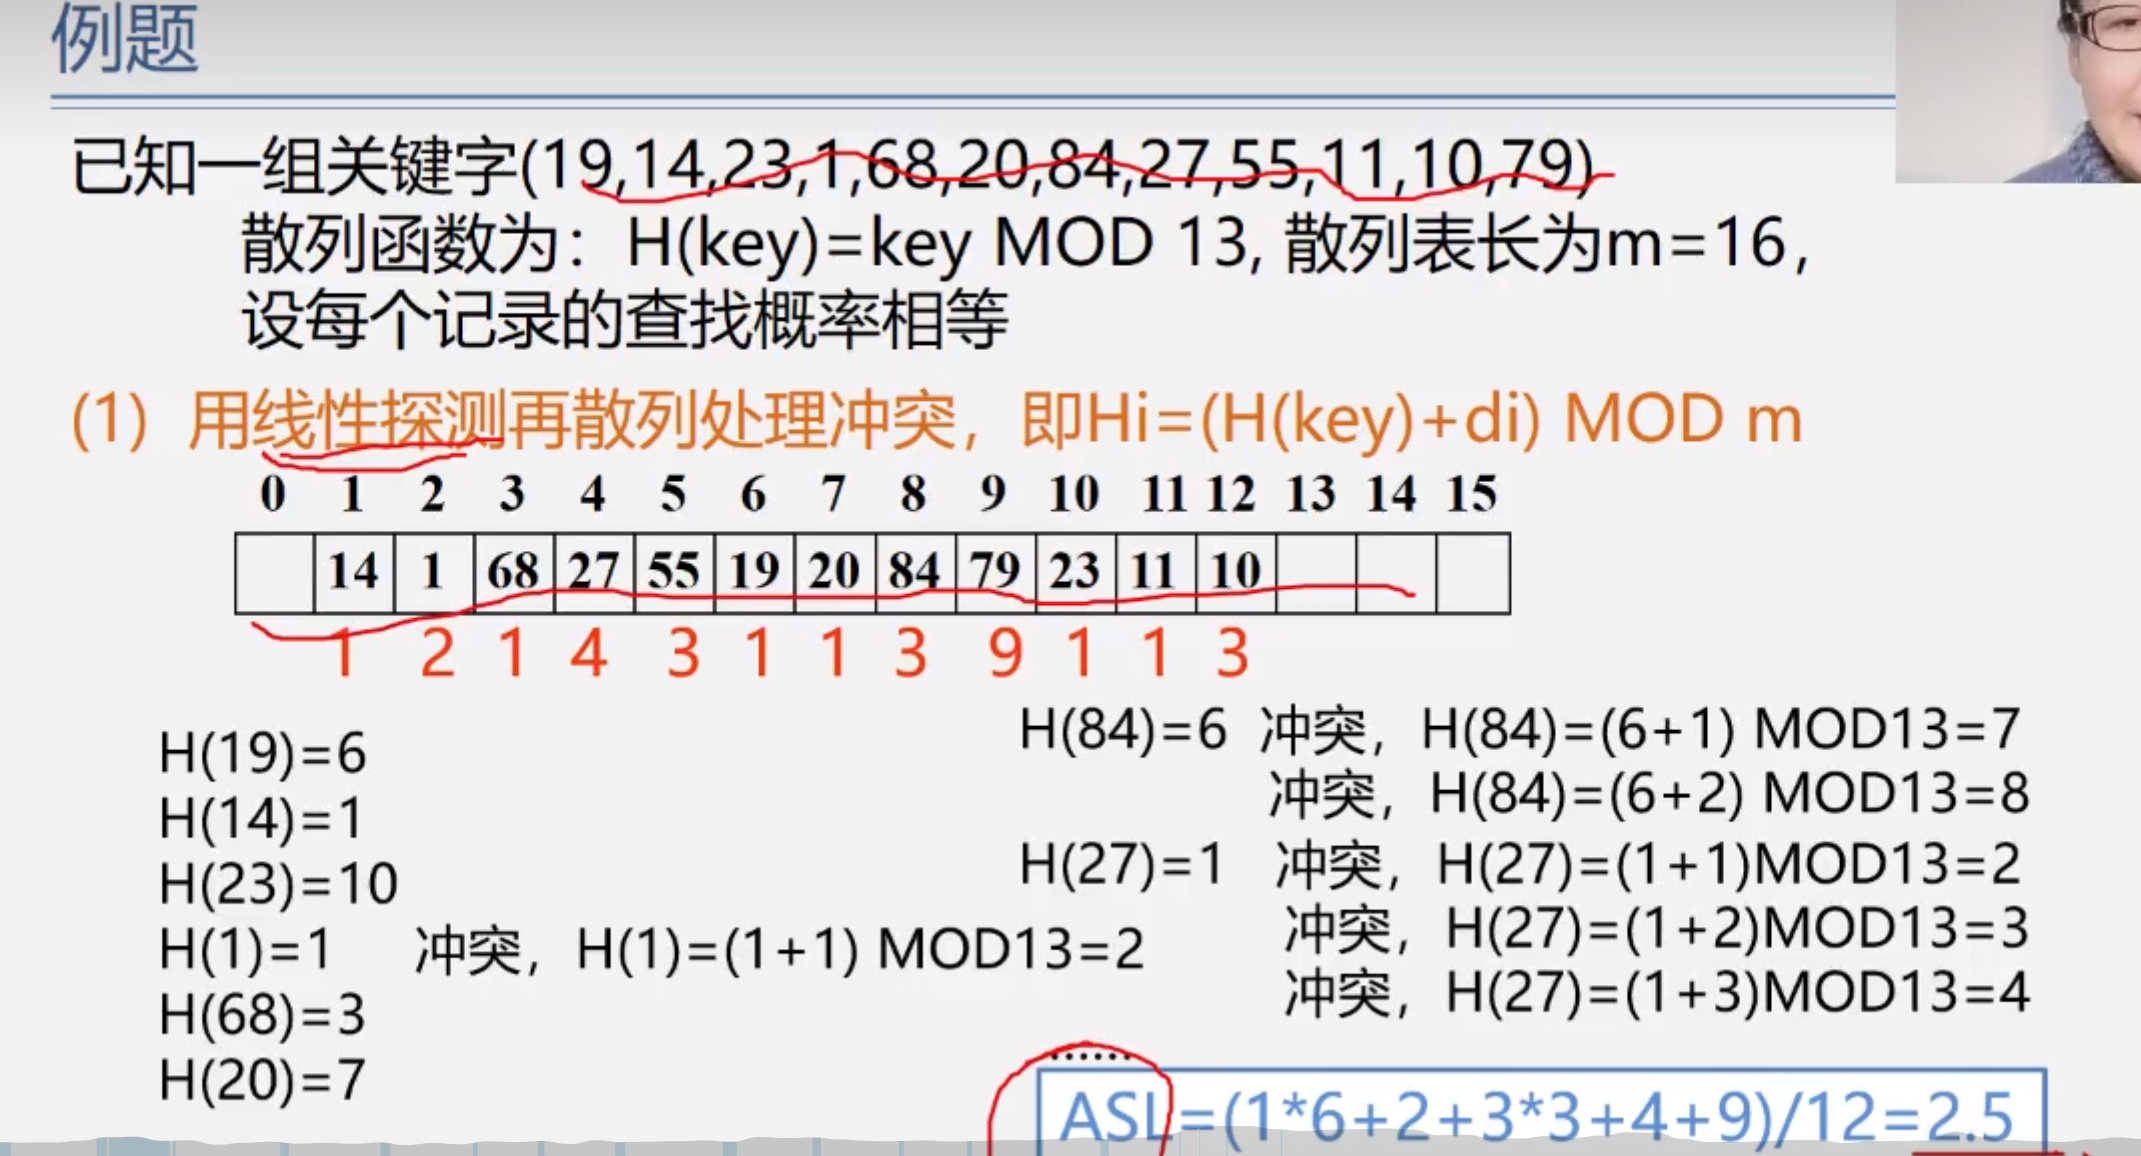 例题
已知一组关键字(19,14,23,1,68,20,84,27,55,11,10,79)
散列函数为：H(key)=key MOD 13, 散列表长为m=16,
设每个记录的查找概率相等
(1) 用线性探测再散列处理冲突，即Hi=(H(key)+di) MOD m
0 1 2 3 4 5 6 7 8 9 10 11 12 13 14 15
14 1 68 27 55 19 20 84 79 23 11 10
1 2 1 4 3 1 1 3 9 1 1 3
H(19)=6
H(14)=1
H(23)=10
H(1)=1 冲突，H(1)=(1+1) MOD13=2
H(68)=3
H(20)=7
H(84)=6 冲突，H(84)=(6+1) MOD13=7
冲突，H(84)=(6+2) MOD13=8
H(27)=1 冲突，H(27)=(1+1)MOD13=2
冲突，H(27)=(1+2)MOD13=3
冲突，H(27)=(1+3)MOD13=4
......
ASL=(1*6+2+3*3+4+9)/12=2.5